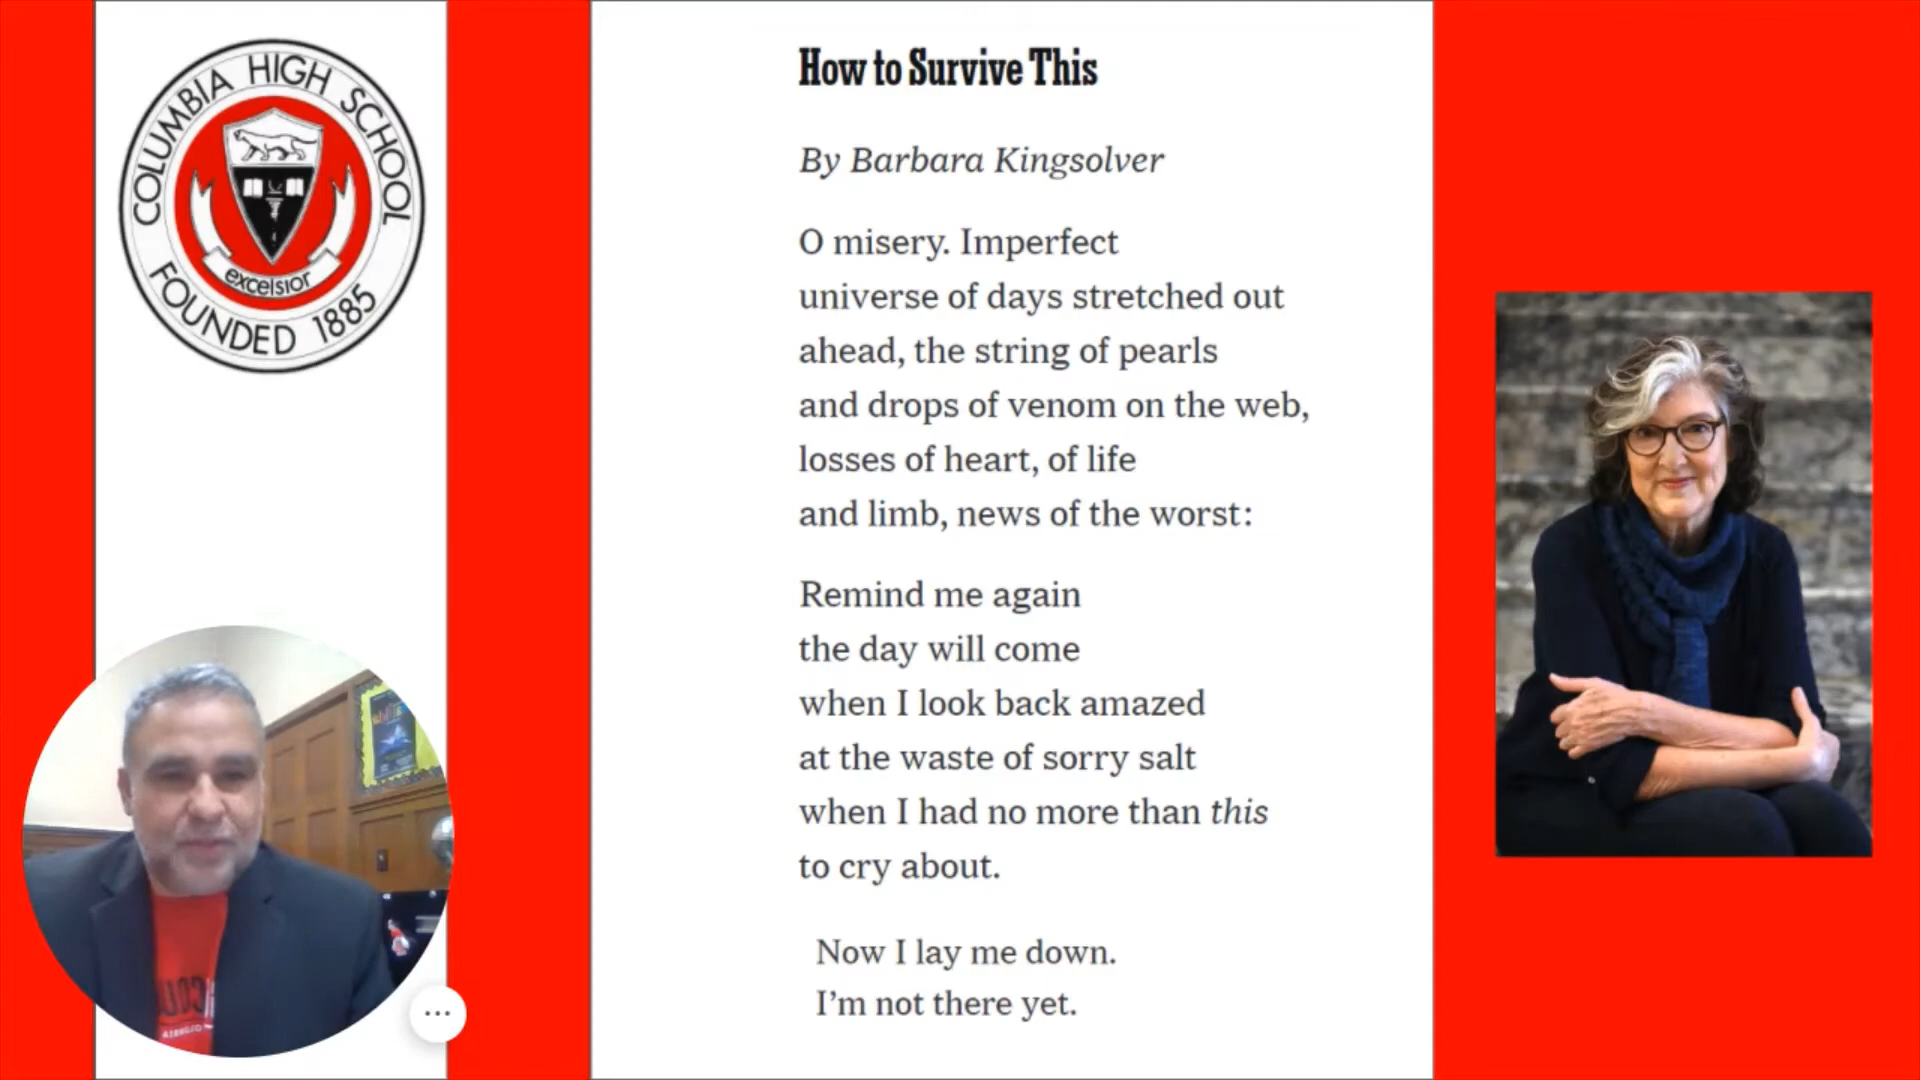 COLUMBIA HIGH SCHOOL
FOUNDED 1885
excelsior
How to Survive This
By Barbara Kingsolver
O misery. Imperfect
universe of days stretched out
ahead, the string of pearls
and drops of venom on the web,
losses of heart, of life
and limb, news of the worst:
Remind me again
the day will come
when I look back amazed
at the waste of sorry salt
when I had no more than this
to cry about.
Now I lay me down.
I’m not there yet.